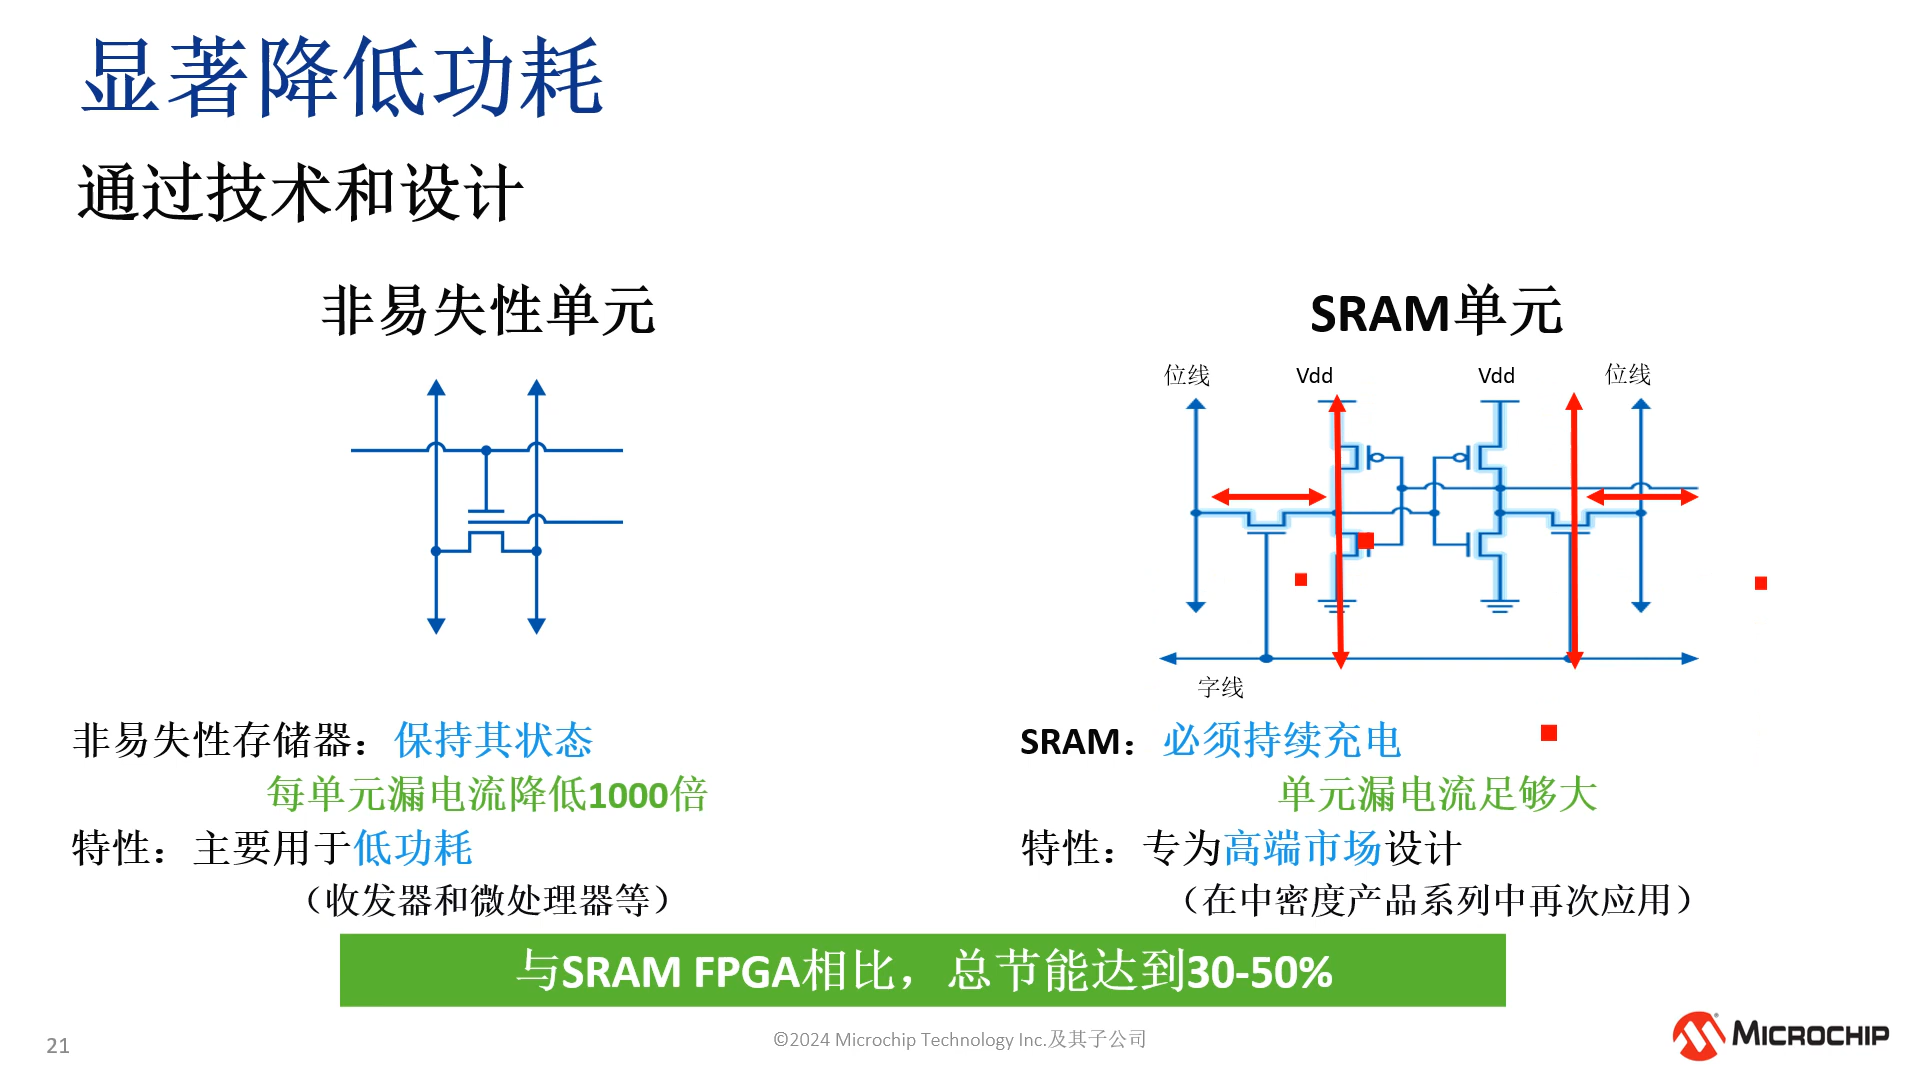 显著降低功耗
通过技术和设计
非易失性单元
SRAM单元
位线
Vdd
Vdd
位线
字线
非易失性存储器：保持其状态
每单元漏电流降低1000倍
特性：主要用于低功耗
（收发器和微处理器等）
SRAM：必须持续充电
单元漏电流足够大
特性：专为高端市场设计
（在中密度产品系列中再次应用）
与SRAM FPGA相比，总节能达到30-50%
21
©2024 Microchip Technology Inc.及其子公司
MICROCHIP